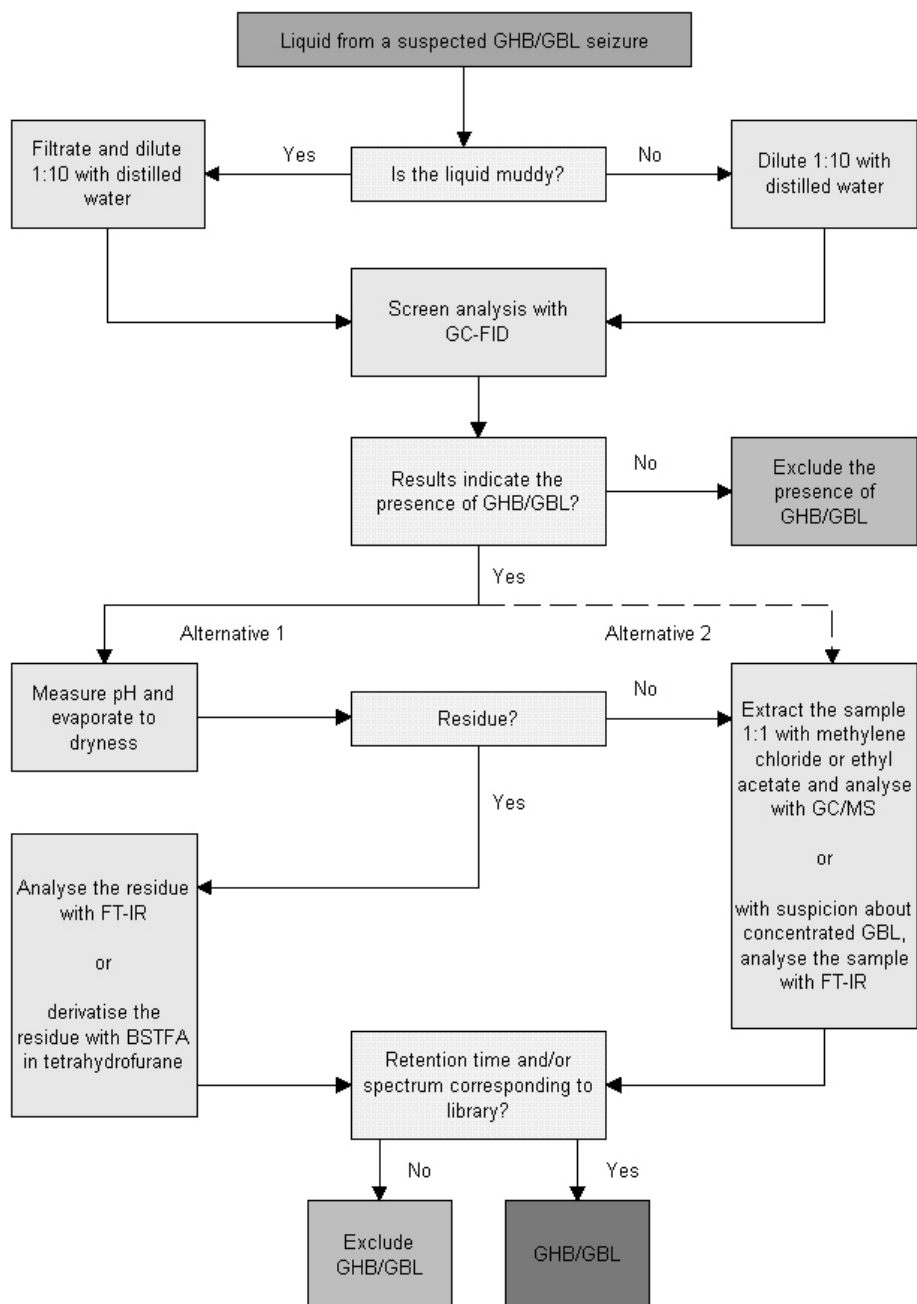 Liquid from a suspected GHB/GBL seizure
Filtrate and dilute
1:10 with distilled
water
Yes
Is the liquid muddy?
No
Dilute 1:10 with
distilled water
Screen analysis with
GC-FID
Results indicate the
presence of GHB/GBL?
No
Exclude the
presence of
GHB/GBL
Yes
Alternative 1
Alternative 2
Measure pH and
evaporate to
dryness
Residue?
No
Extract the sample
1:1 with methylene
chloride or ethyl
acetate and analyse
with GC/MS
or
with suspicion about
concentrated GBL,
analyse the sample
with FT-IR
Yes
Analyse the residue
with FT-IR
or
derivatise the
residue with BSTFA
in tetrahydrofurane
Retention time and/or
spectrum corresponding to
library?
No
Yes
Exclude
GHB/GBL
GHB/GBL